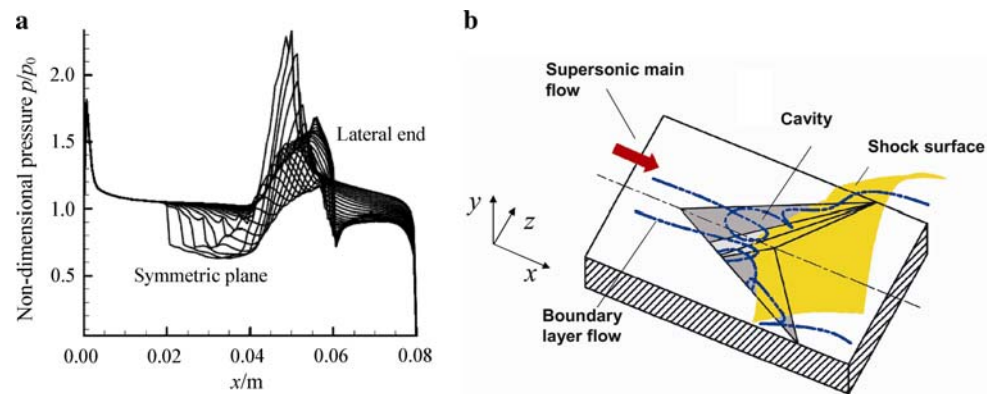 a
Non-dimensional pressure p/p0
2.0
1.5
1.0
0.5
0.00
0.02
0.04
0.06
0.08
x/m
Lateral end
Symmetric plane
b
Supersonic main
flow
Cavity
Shock surface
y
z
x
Boundary
layer flow